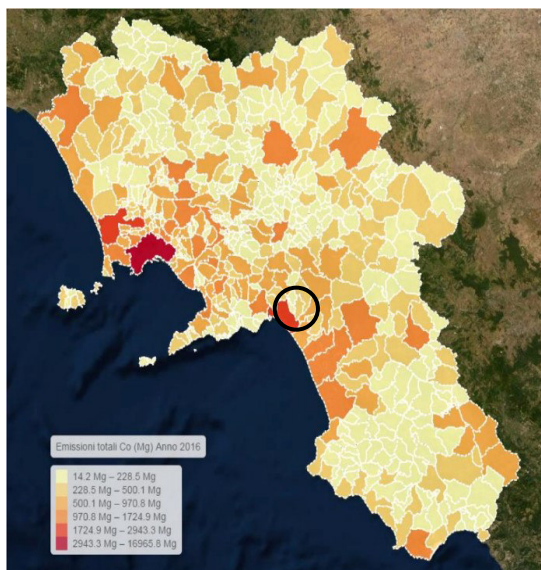 Emissioni totali Co (Mg) Anno 2016
14.2 Mg – 228.5 Mg
228.5 Mg – 500.1 Mg
500.1 Mg – 970.8 Mg
970.8 Mg – 1724.9 Mg
1724.9 Mg – 2943.3 Mg
2943.3 Mg – 16965.8 Mg